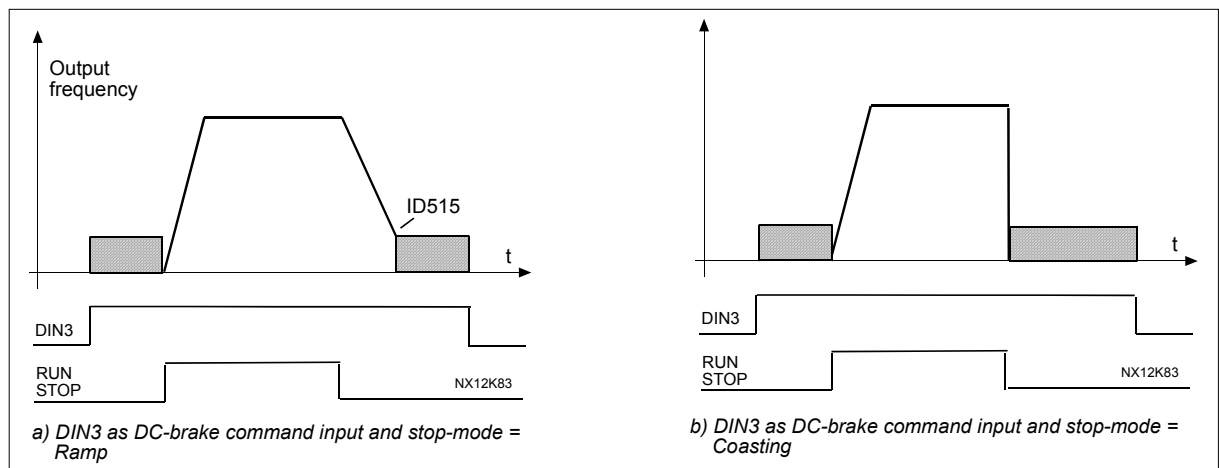 Output
frequency
ID515
t
DIN3
RUN
STOP
NX12K83
a) DIN3 as DC-brake command input and stop-mode =
Ramp
t
DIN3
RUN
STOP
NX12K83
b) DIN3 as DC-brake command input and stop-mode =
Coasting